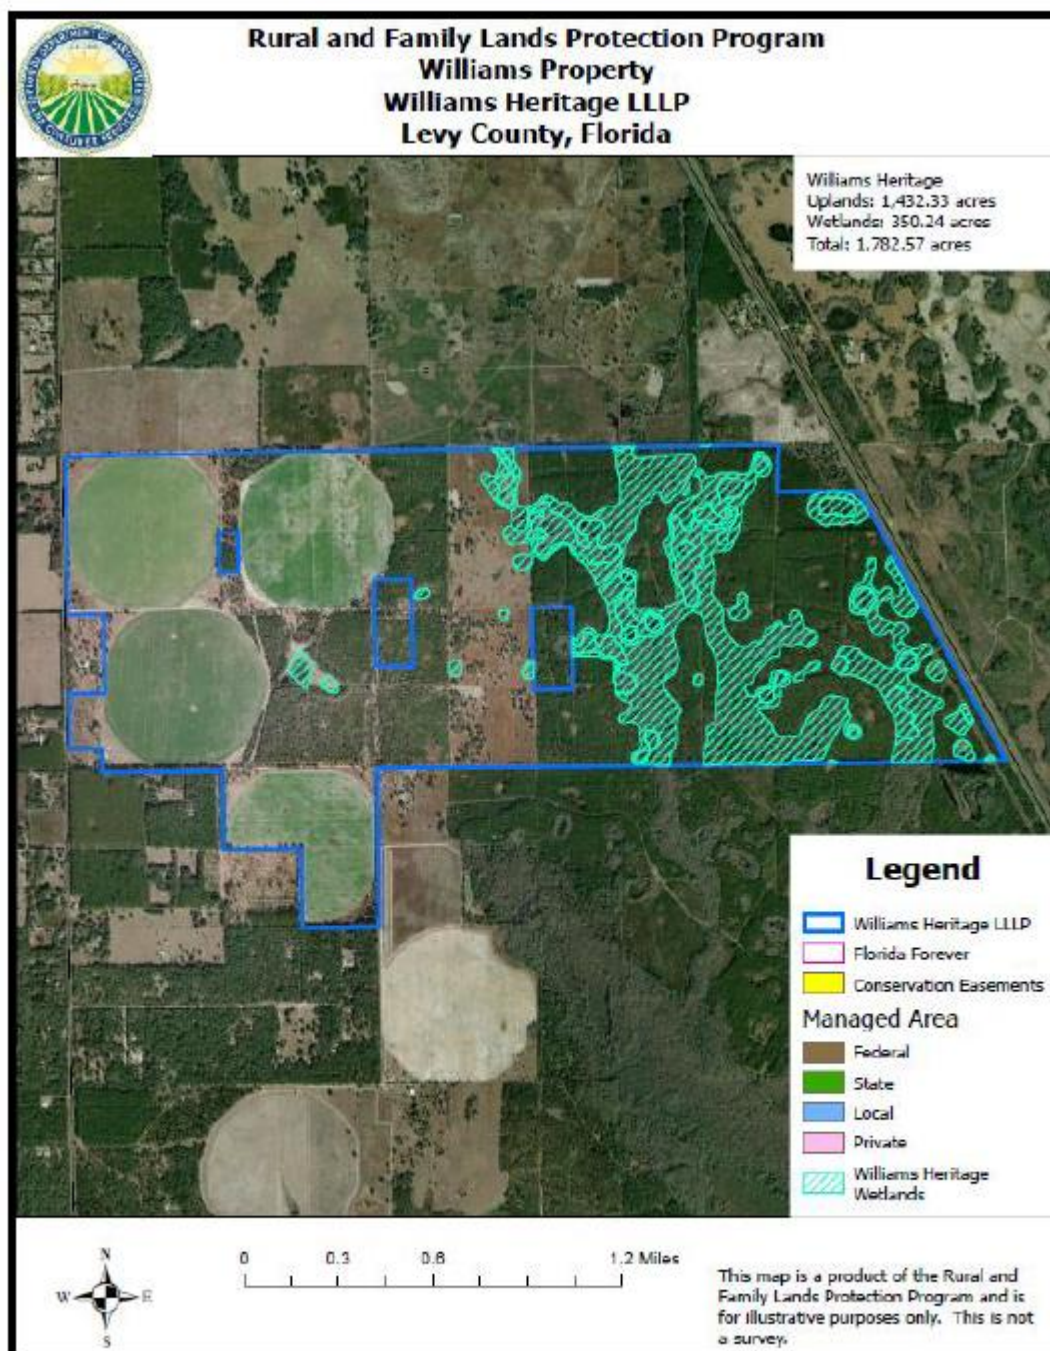 Rural and Family Lands Protection Program
Williams Property
Williams Heritage LLLP
Levy County, Florida
Williams Heritage
Uplands: 1,432.33 acres
Wetlands: 350.24 acres
Total: 1,782.57 acres
Legend
Williams Heritage LLLP
Florida Forever
Conservation Easements
Managed Area
Federal
State
Local
Private
Williams Heritage
Wetlands
N
W
E
S
0 0.3 0.6 1.2 Miles
This map is a product of the Rural and
Family Lands Protection Program and is
for illustrative purposes only. This is not
a survey.